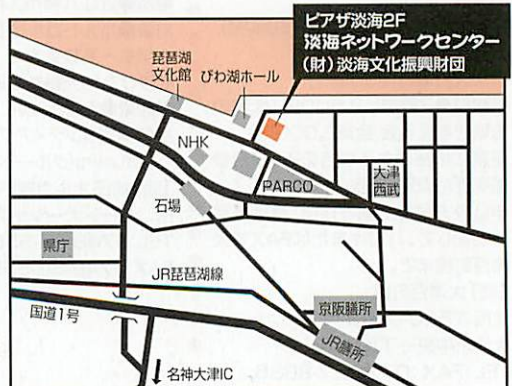 ピアザ淡海2F
淡海ネットワークセンター
(財)淡海文化振興財団
琵琶湖
文化館
びわ湖ホール
NHK
PARCO
大津
西武
石場
県庁
JR琵琶湖線
京阪膳所
国道1号
JR膳所
名神大津IC